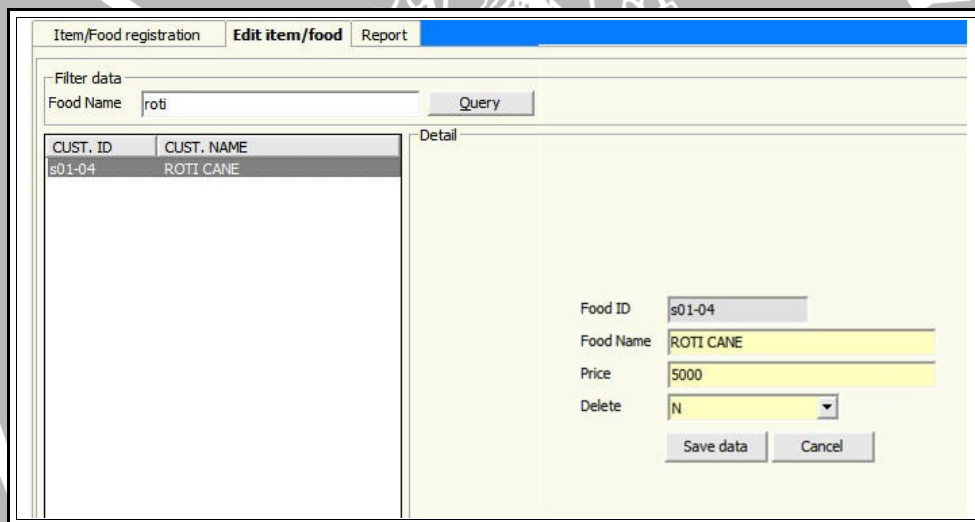 Item/Food registration Edit item/food Report
Filter data
Food Name roti Query
CUST. ID CUST. NAME
s01-04 ROTI CANE
Detail
Food ID s01-04
Food Name ROTI CANE
Price 5000
Delete N
Save data Cancel